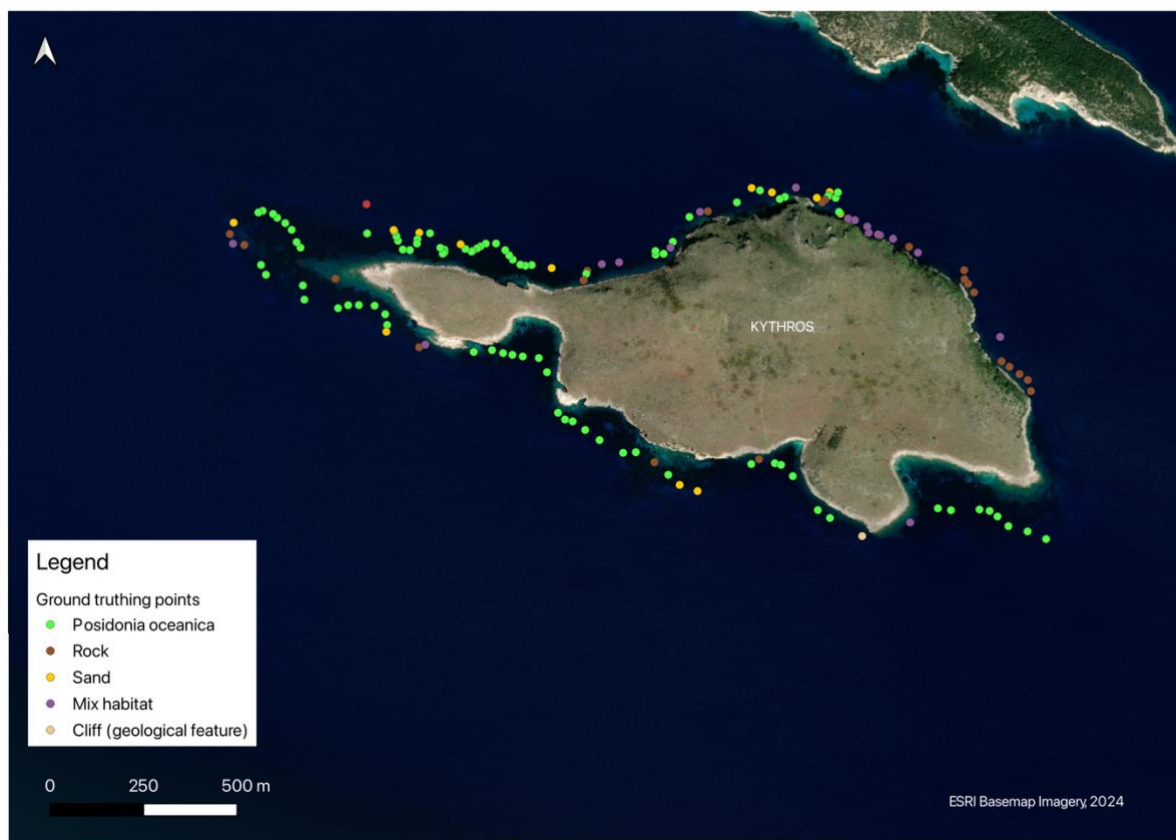 KYTHROS
Legend
Ground truthing points
Posidonia oceanica
Rock
Sand
Mix habitat
Cliff (geological feature)
0 250 500 m
ESRI Basemap Imagery, 2024